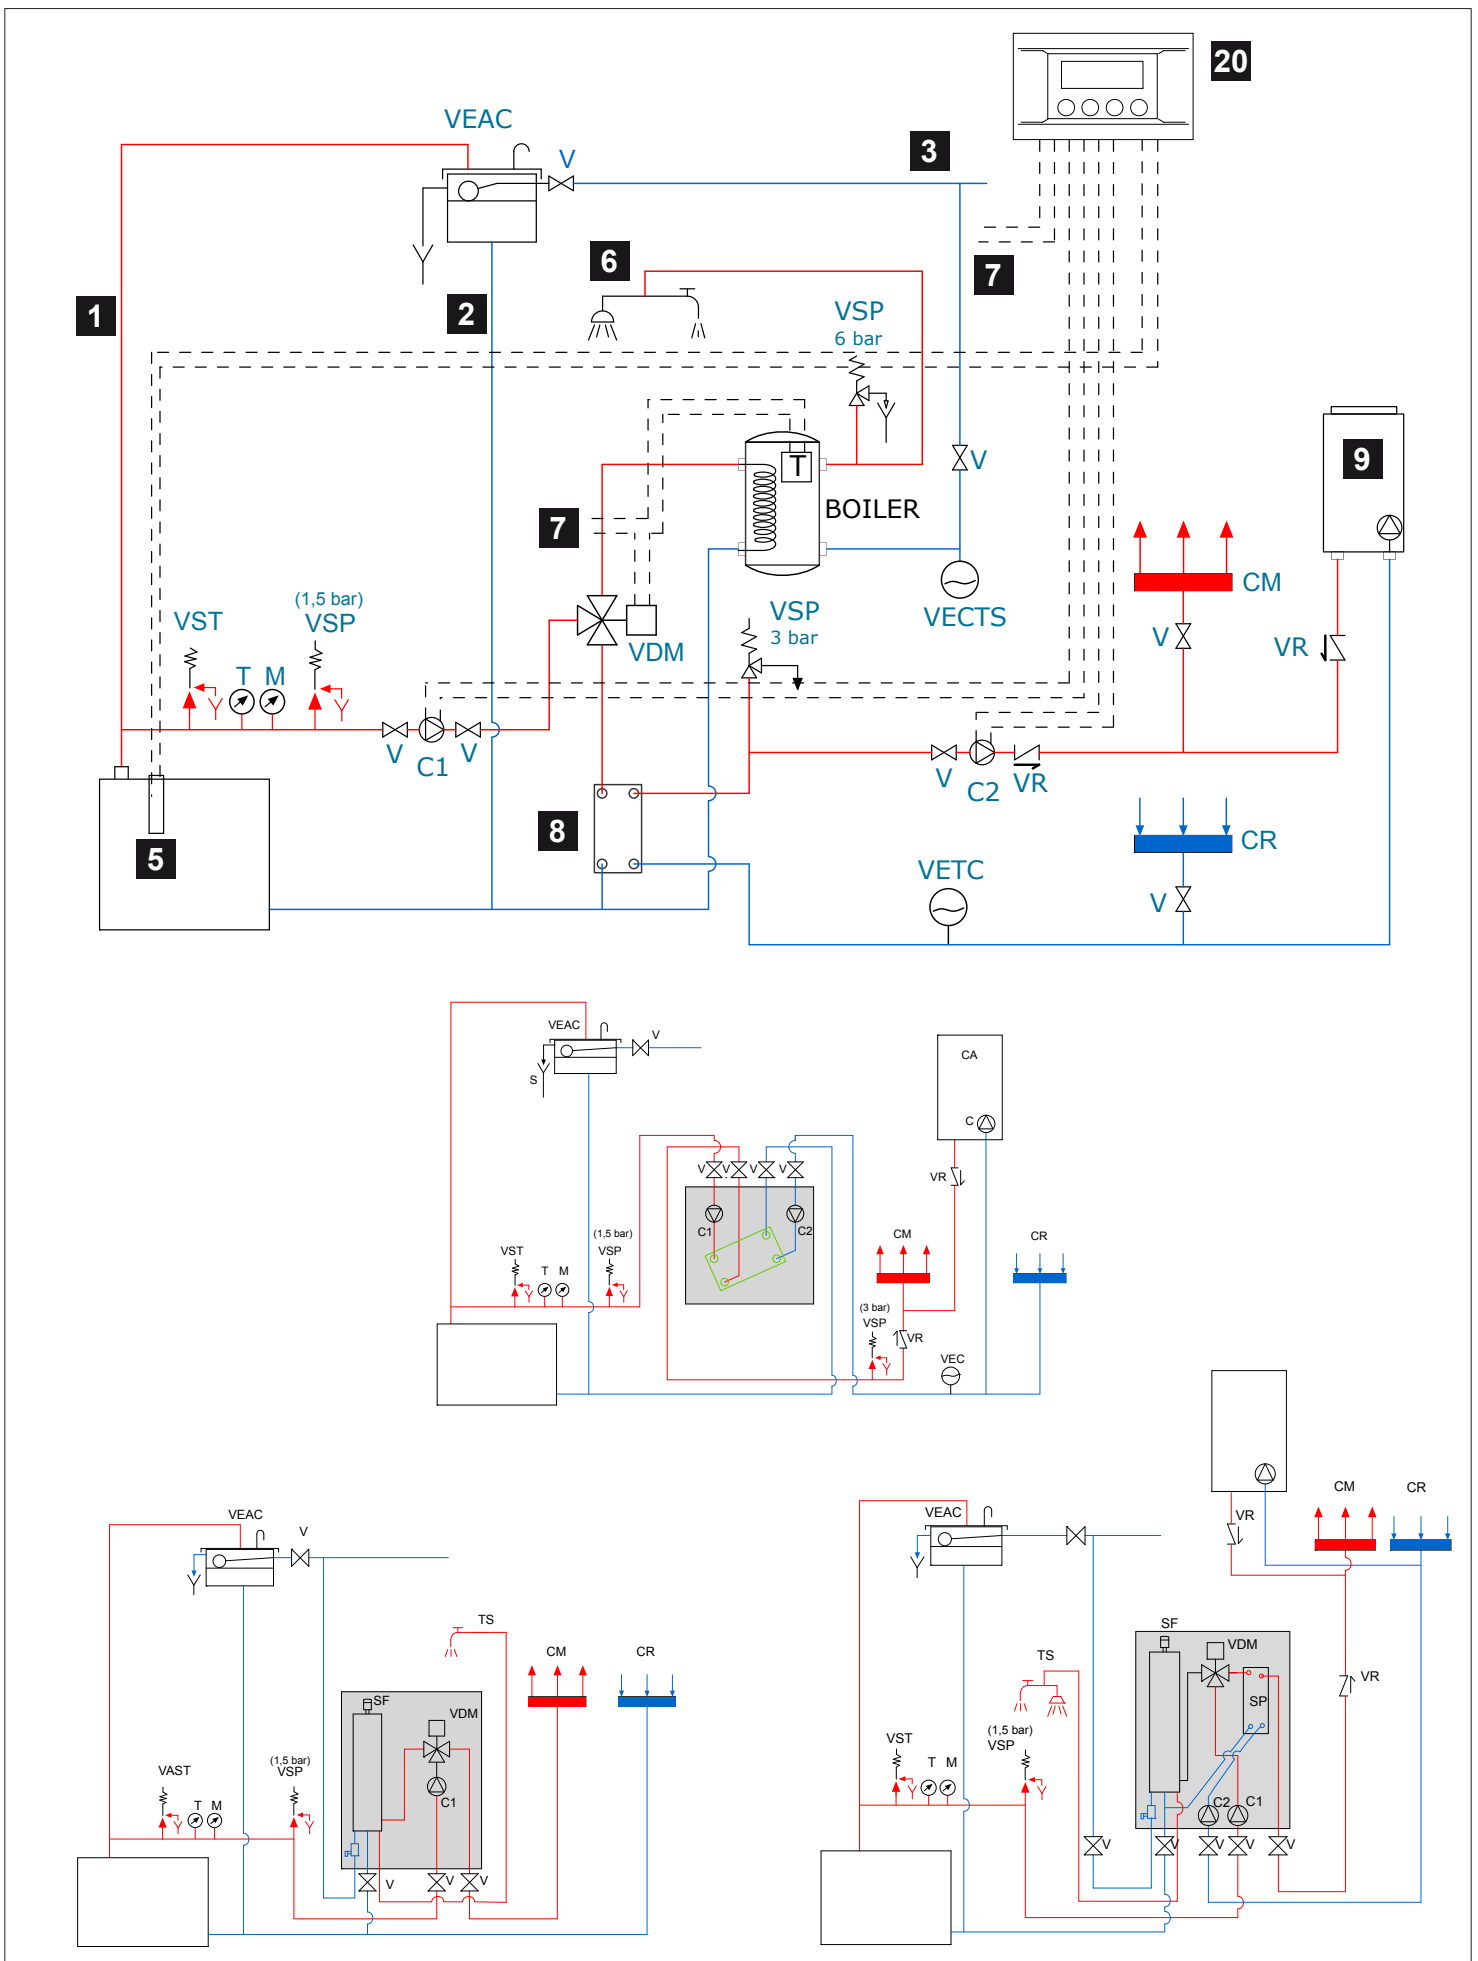 20
VEAC
V
3
6
7
1
2
VSP
6 bar
T
9
V
BOILER
7
CM
(1,5 bar)
VST
VSP
VSP
3 bar
VECTS
V
VR
VDM
T
M
V
V
C1
V
C2
VR
8
5
CR
VETC
V
VEAC
V
S
CA
C
V
V
V
V
VR
C1
C2
(1,5 bar)
VST
VSP
T
M
CM
CR
(3 bar)
VSP
VR
VEC
VEAC
V
TS
CM
CR
SF
VDM
(1,5 bar)
VSP
VAST
T
M
C1
V
V
V
VEAC
VR
CM
CR
SF
VDM
TS
SP
VR
(1,5 bar)
VSP
VST
T
M
C2
C1
V
V
V
V
V